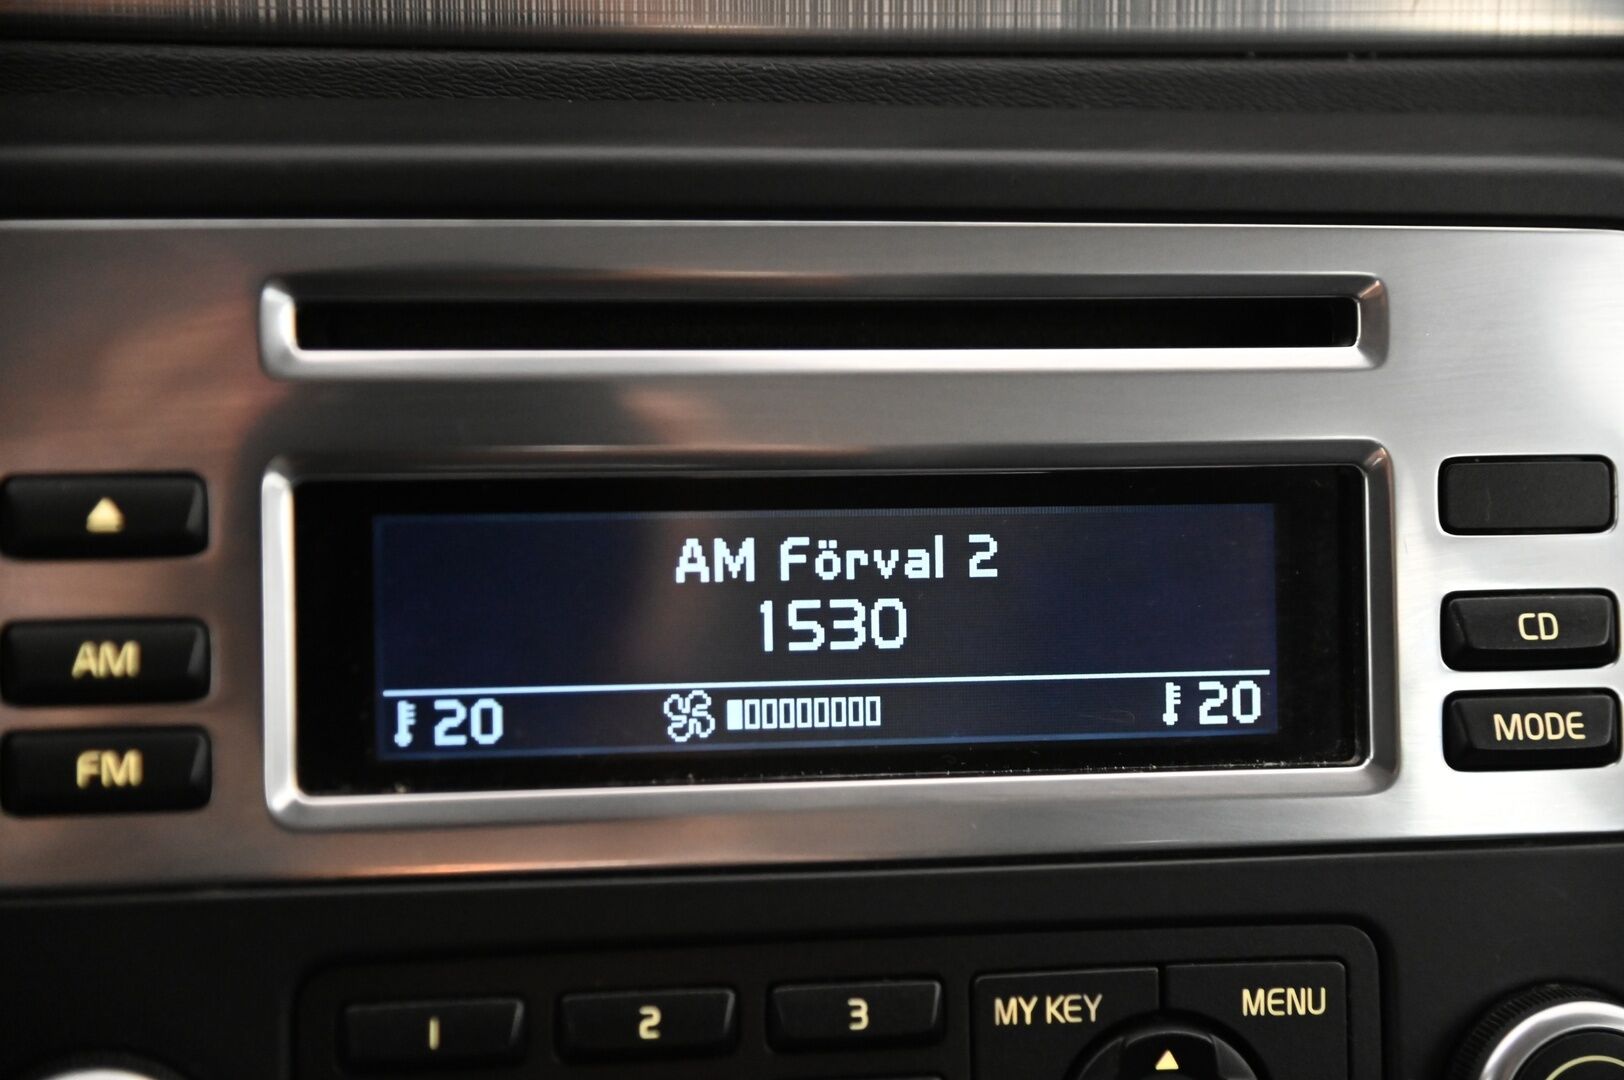 AM Förval 2
1530
20 20
AM
FM
CD
MODE
1 2 3 MY KEY MENU